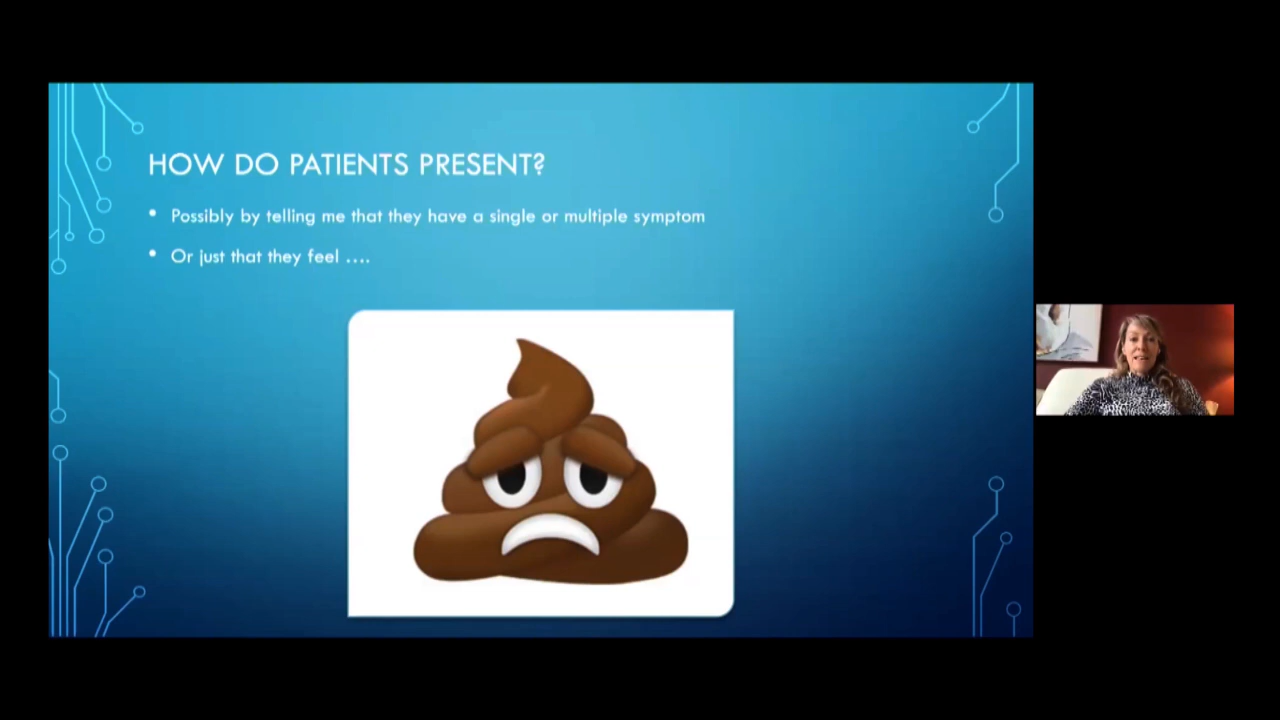 HOW DO PATIENTS PRESENT?
• Possibly by telling me that they have a single or multiple symptom
• Or just that they feel ....